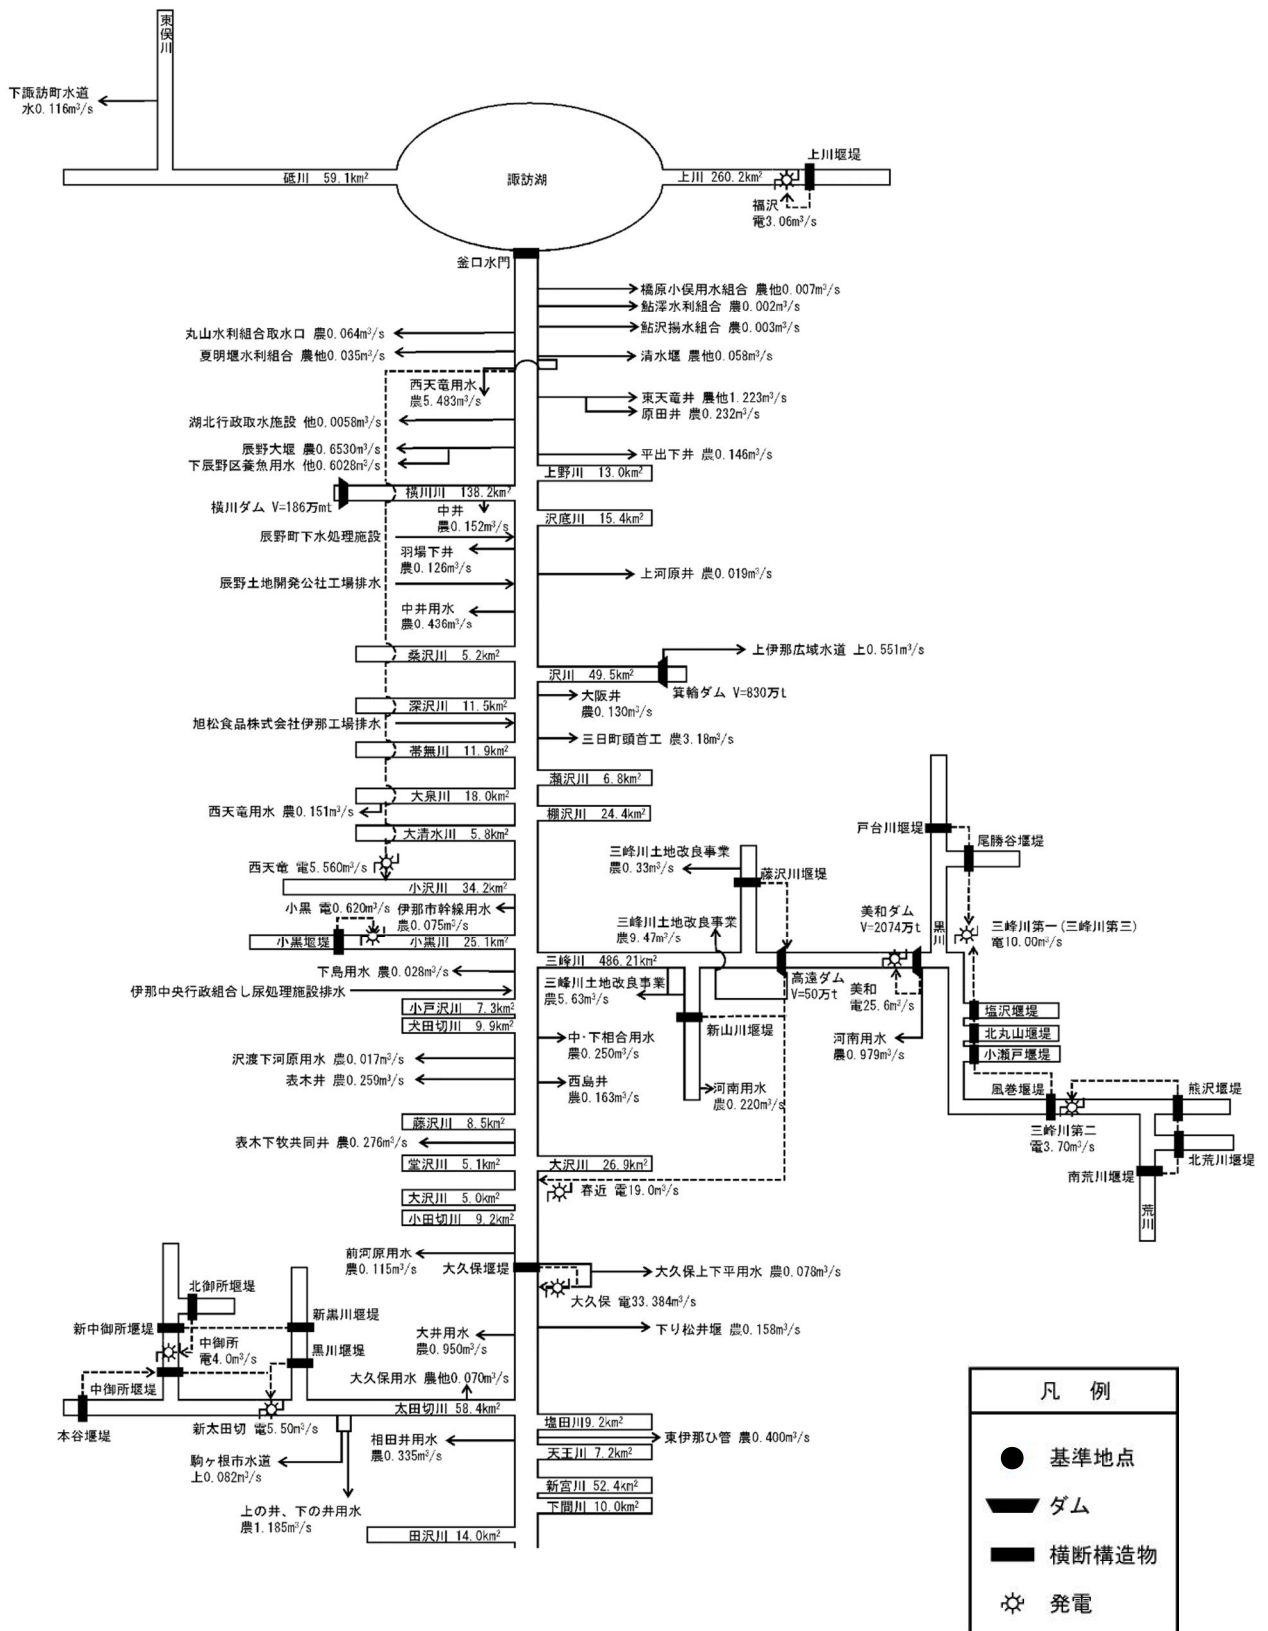 東俣川
下諏訪町水道
水0.116m³/s
砥川 59.1km²
諏訪湖
上川 260.2km²
上川堰堤
福沢
電3.06m³/s
釜口水門
橋原小俣用水組合 農他0.007m³/s
鮎澤水利組合 農0.002m³/s
鮎沢揚水組合 農0.003m³/s
丸山水利組合取水口 農0.064m³/s
夏明堰水利組合 農他0.035m³/s
清水堰 農他0.058m³/s
西天竜用水
農5.483m³/s
東天竜井 農他1.223m³/s
原田井 農0.232m³/s
湖北行政取水施設 他0.0058m³/s
辰野大堰 農0.6530m³/s
下辰野区養魚用水 他0.6028m³/s
平出下井 農0.146m³/s
上野川 13.0km²
横川川 138.2km²
横川ダム V=186万mt
中井
農0.152m³/s
沢底川 15.4km²
辰野町下水処理施設
羽場下井
農0.126m³/s
上河原井 農0.019m³/s
辰野土地開発公社工場排水
中井用水
農0.436m³/s
桑沢川 5.2km²
上伊那広域水道 上0.551m³/s
沢川 49.5km²
箕輪ダム V=830万t
大阪井
農0.130m³/s
深沢川 11.5km²
旭松食品株式会社伊那工場排水
三日町頭首工 農3.18m³/s
帯無川 11.9km²
瀬沢川 6.8km²
大泉川 18.0km²
西天竜用水 農0.151m³/s
棚沢川 24.4km²
大清水川 5.8km²
戸台川堰堤
尾勝谷堰堤
西天竜 電5.560m³/s
三峰川土地改良事業
農0.33m³/s
藤沢川堰堤
小沢川 34.2km²
小黒 電0.620m³/s
伊那市幹線用水
農0.075m³/s
三峰川土地改良事業
農9.47m³/s
美和ダム
V=2074万t
黒川
三峰川第一(三峰川第三)
電10.00m³/s
小黒堰堤
小黒川 25.1km²
三峰川 486.21km²
下島用水 農0.028m³/s
三峰川土地改良事業
農5.63m³/s
高遠ダム
V=50万t
美和
電25.6m³/s
伊那中央行政組合し尿処理施設排水
小戸沢川 7.3km²
犬田切川 9.9km²
新山川堰堤
塩沢堰堤
北丸山堰堤
小瀬戸堰堤
中・下相合用水
農0.250m³/s
河南用水
農0.979m³/s
沢渡下河原用水 農0.017m³/s
表木井 農0.259m³/s
西島井
農0.163m³/s
河南用水
農0.220m³/s
風巻堰堤
熊沢堰堤
藤沢川 8.5km²
表木下牧共同井 農0.276m³/s
三峰川第二
電3.70m³/s
北荒川堰堤
堂沢川 5.1km²
大沢川 26.9km²
南荒川堰堤
春近 電19.0m³/s
大沢川 5.0km²
小田切川 9.2km²
荒川
前河原用水
農0.115m³/s
大久保堰堤
大久保上下平用水 農0.078m³/s
大久保 電33.384m³/s
北御所堰堤
新中御所堰堤
新黒川堰堤
下り松井堰 農0.158m³/s
中御所
電4.0m³/s
黒川堰堤
大井用水
農0.950m³/s
中御所堰堤
大久保用水 農他0.070m³/s
太田切川 58.4km²
本谷堰堤
新太田切 電5.50m³/s
塩田川9.2km²
相田井用水
農0.335m³/s
東伊那ひ管 農0.400m³/s
天王川 7.2km²
駒ヶ根市水道
上0.082m³/s
新宮川 52.4km²
上の井、下の井用水
農1.185m³/s
下間川 10.0km²
田沢川 14.0km²
凡 例
基準地点
ダム
横断構造物
発電